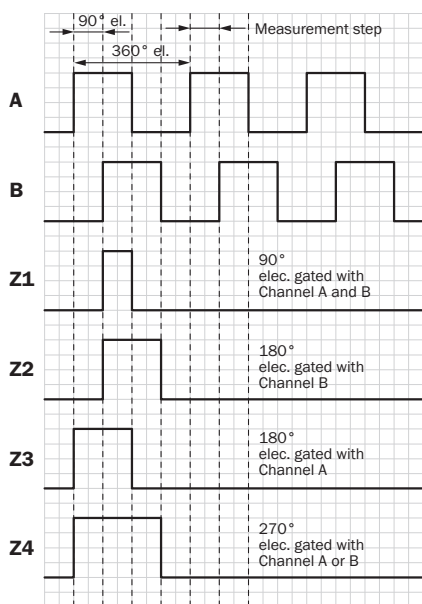 90° el.
Measurement step
360° el.
A
B
Z1
90°
elec. gated with
Channel A and B
Z2
180°
elec. gated with
Channel B
Z3
180°
elec. gated with
Channel A
Z4
270°
elec. gated with
Channel A or B